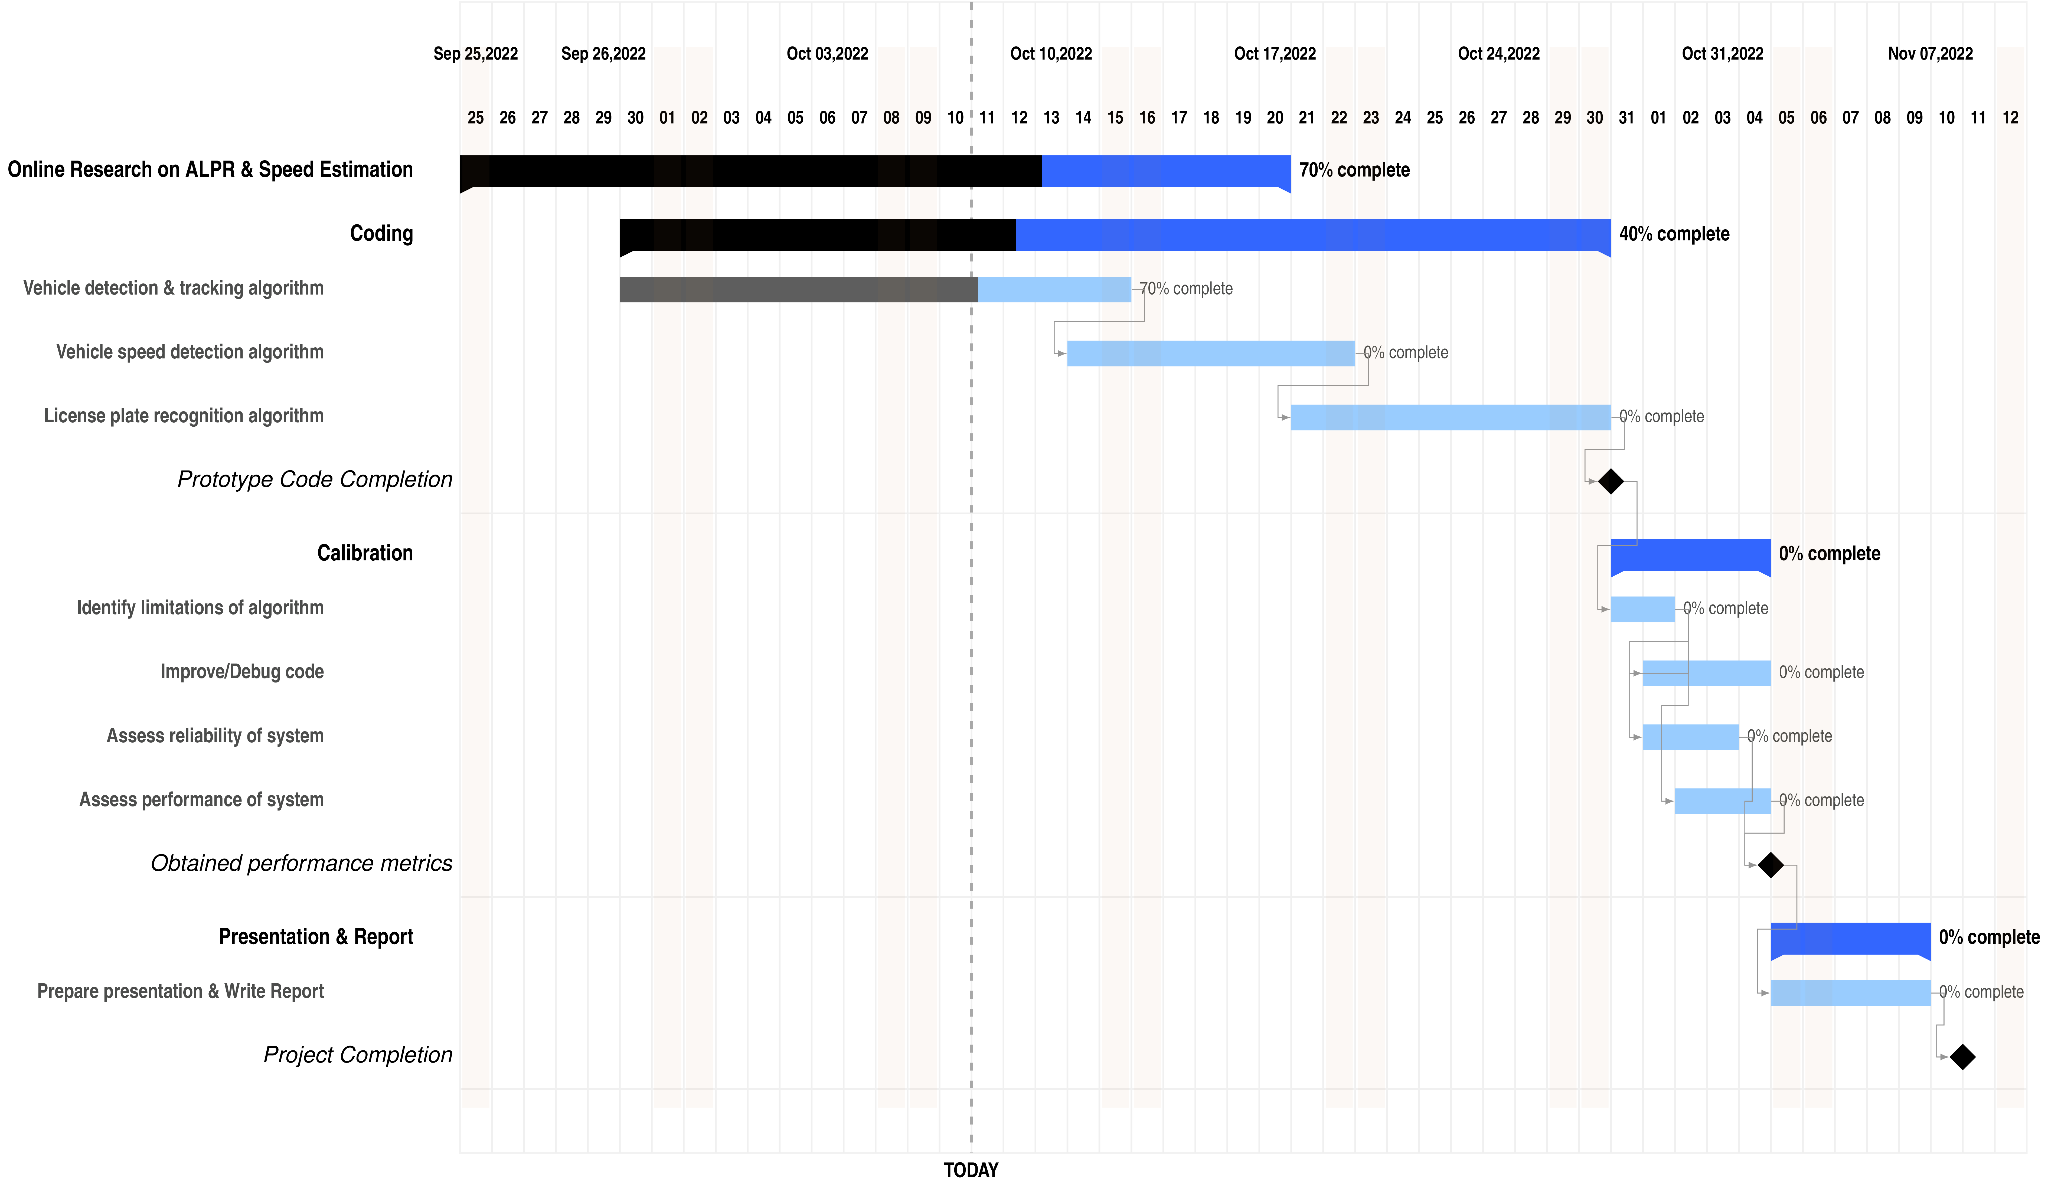 Sep 25,2022 Sep 26,2022 Oct 03,2022 Oct 10,2022 Oct 17,2022 Oct 24,2022 Oct 31,2022 Nov 07,2022
25 26 27 28 29 30 01 02 03 04 05 06 07 08 09 10 11 12 13 14 15 16 17 18 19 20 21 22 23 24 25 26 27 28 29 30 31 01 02 03 04 05 06 07 08 09 10 11 12
Online Research on ALPR & Speed Estimation 70% complete
Coding 40% complete
Vehicle detection & tracking algorithm 70% complete
Vehicle speed detection algorithm 0% complete
License plate recognition algorithm 0% complete
Prototype Code Completion
Calibration 0% complete
Identify limitations of algorithm 0% complete
Improve/Debug code 0% complete
Assess reliability of system 0% complete
Assess performance of system 0% complete
Obtained performance metrics
Presentation & Report 0% complete
Prepare presentation & Write Report 0% complete
Project Completion
TODAY